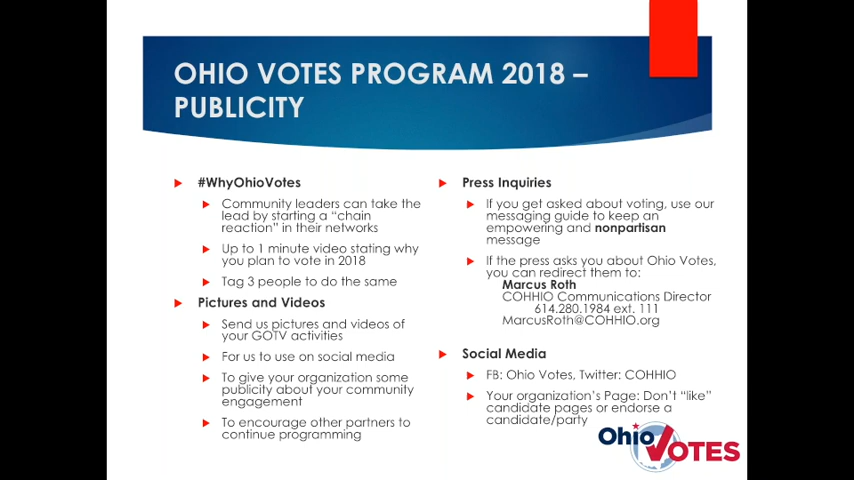 OHIO VOTES PROGRAM 2018 –
PUBLICITY
#WhyOhioVotes
Community leaders can take the
lead by starting a “chain
reaction” in their networks
Up to 1 minute video stating why
you plan to vote in 2018
Tag 3 people to do the same
Pictures and Videos
Send us pictures and videos of
your GOTV activities
For us to use on social media
To give your organization some
publicity about your community
engagement
To encourage other partners to
continue programming
Press Inquiries
If you get asked about voting, use our
messaging guide to keep an
empowering and nonpartisan
message
If the press asks you about Ohio Votes,
you can redirect them to:
Marcus Roth
COHHIO Communications Director
614.280.1984 ext. 111
MarcusRoth@COHHIO.org
Social Media
FB: Ohio Votes, Twitter: COHHIO
Your organization’s Page: Don’t “like”
candidate pages or endorse a
candidate/party
Ohio VOTES